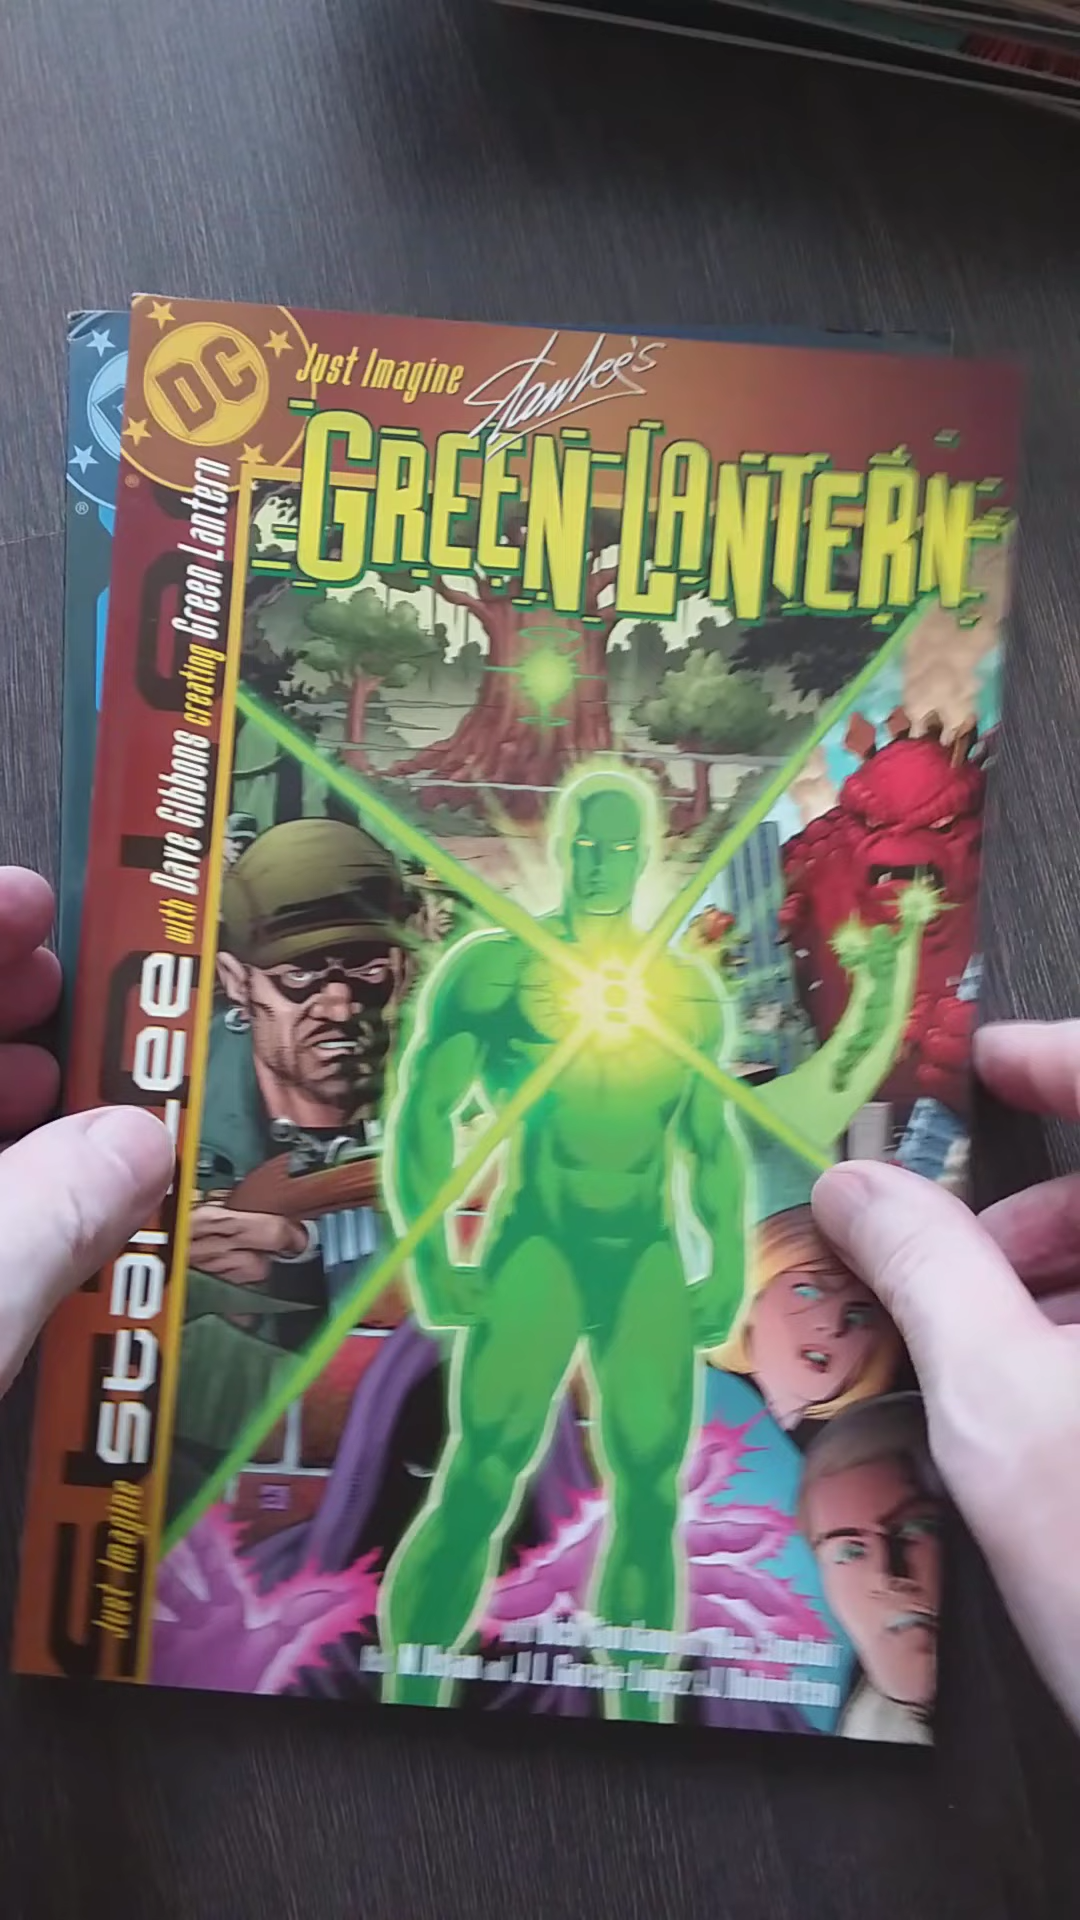 DC
Just Imagine Stan Lee's
GREEN LANTERN
Just Imagine STAN LEE with Dave Gibbons creating Green Lantern
®
®